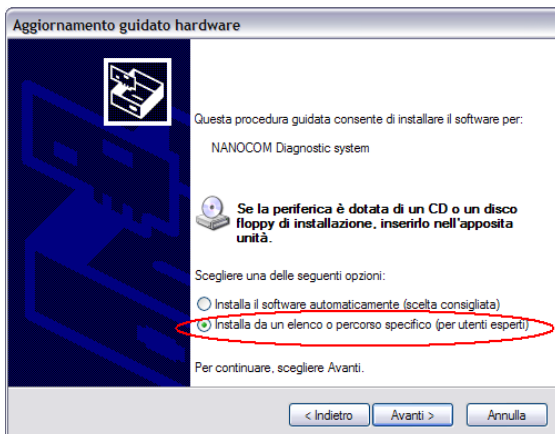 Aggiornamento guidato hardware
Questa procedura guidata consente di installare il software per:
NANOCOM Diagnostic system
Se la periferica è dotata di un CD o un disco
floppy di installazione, inserirlo nell'apposita
unità.
Scegliere una delle seguenti opzioni:
Installa il software automaticamente (scelta consigliata)
Installa da un elenco o percorso specifico (per utenti esperti)
Per continuare, scegliere Avanti.
< Indietro Avanti > Annulla